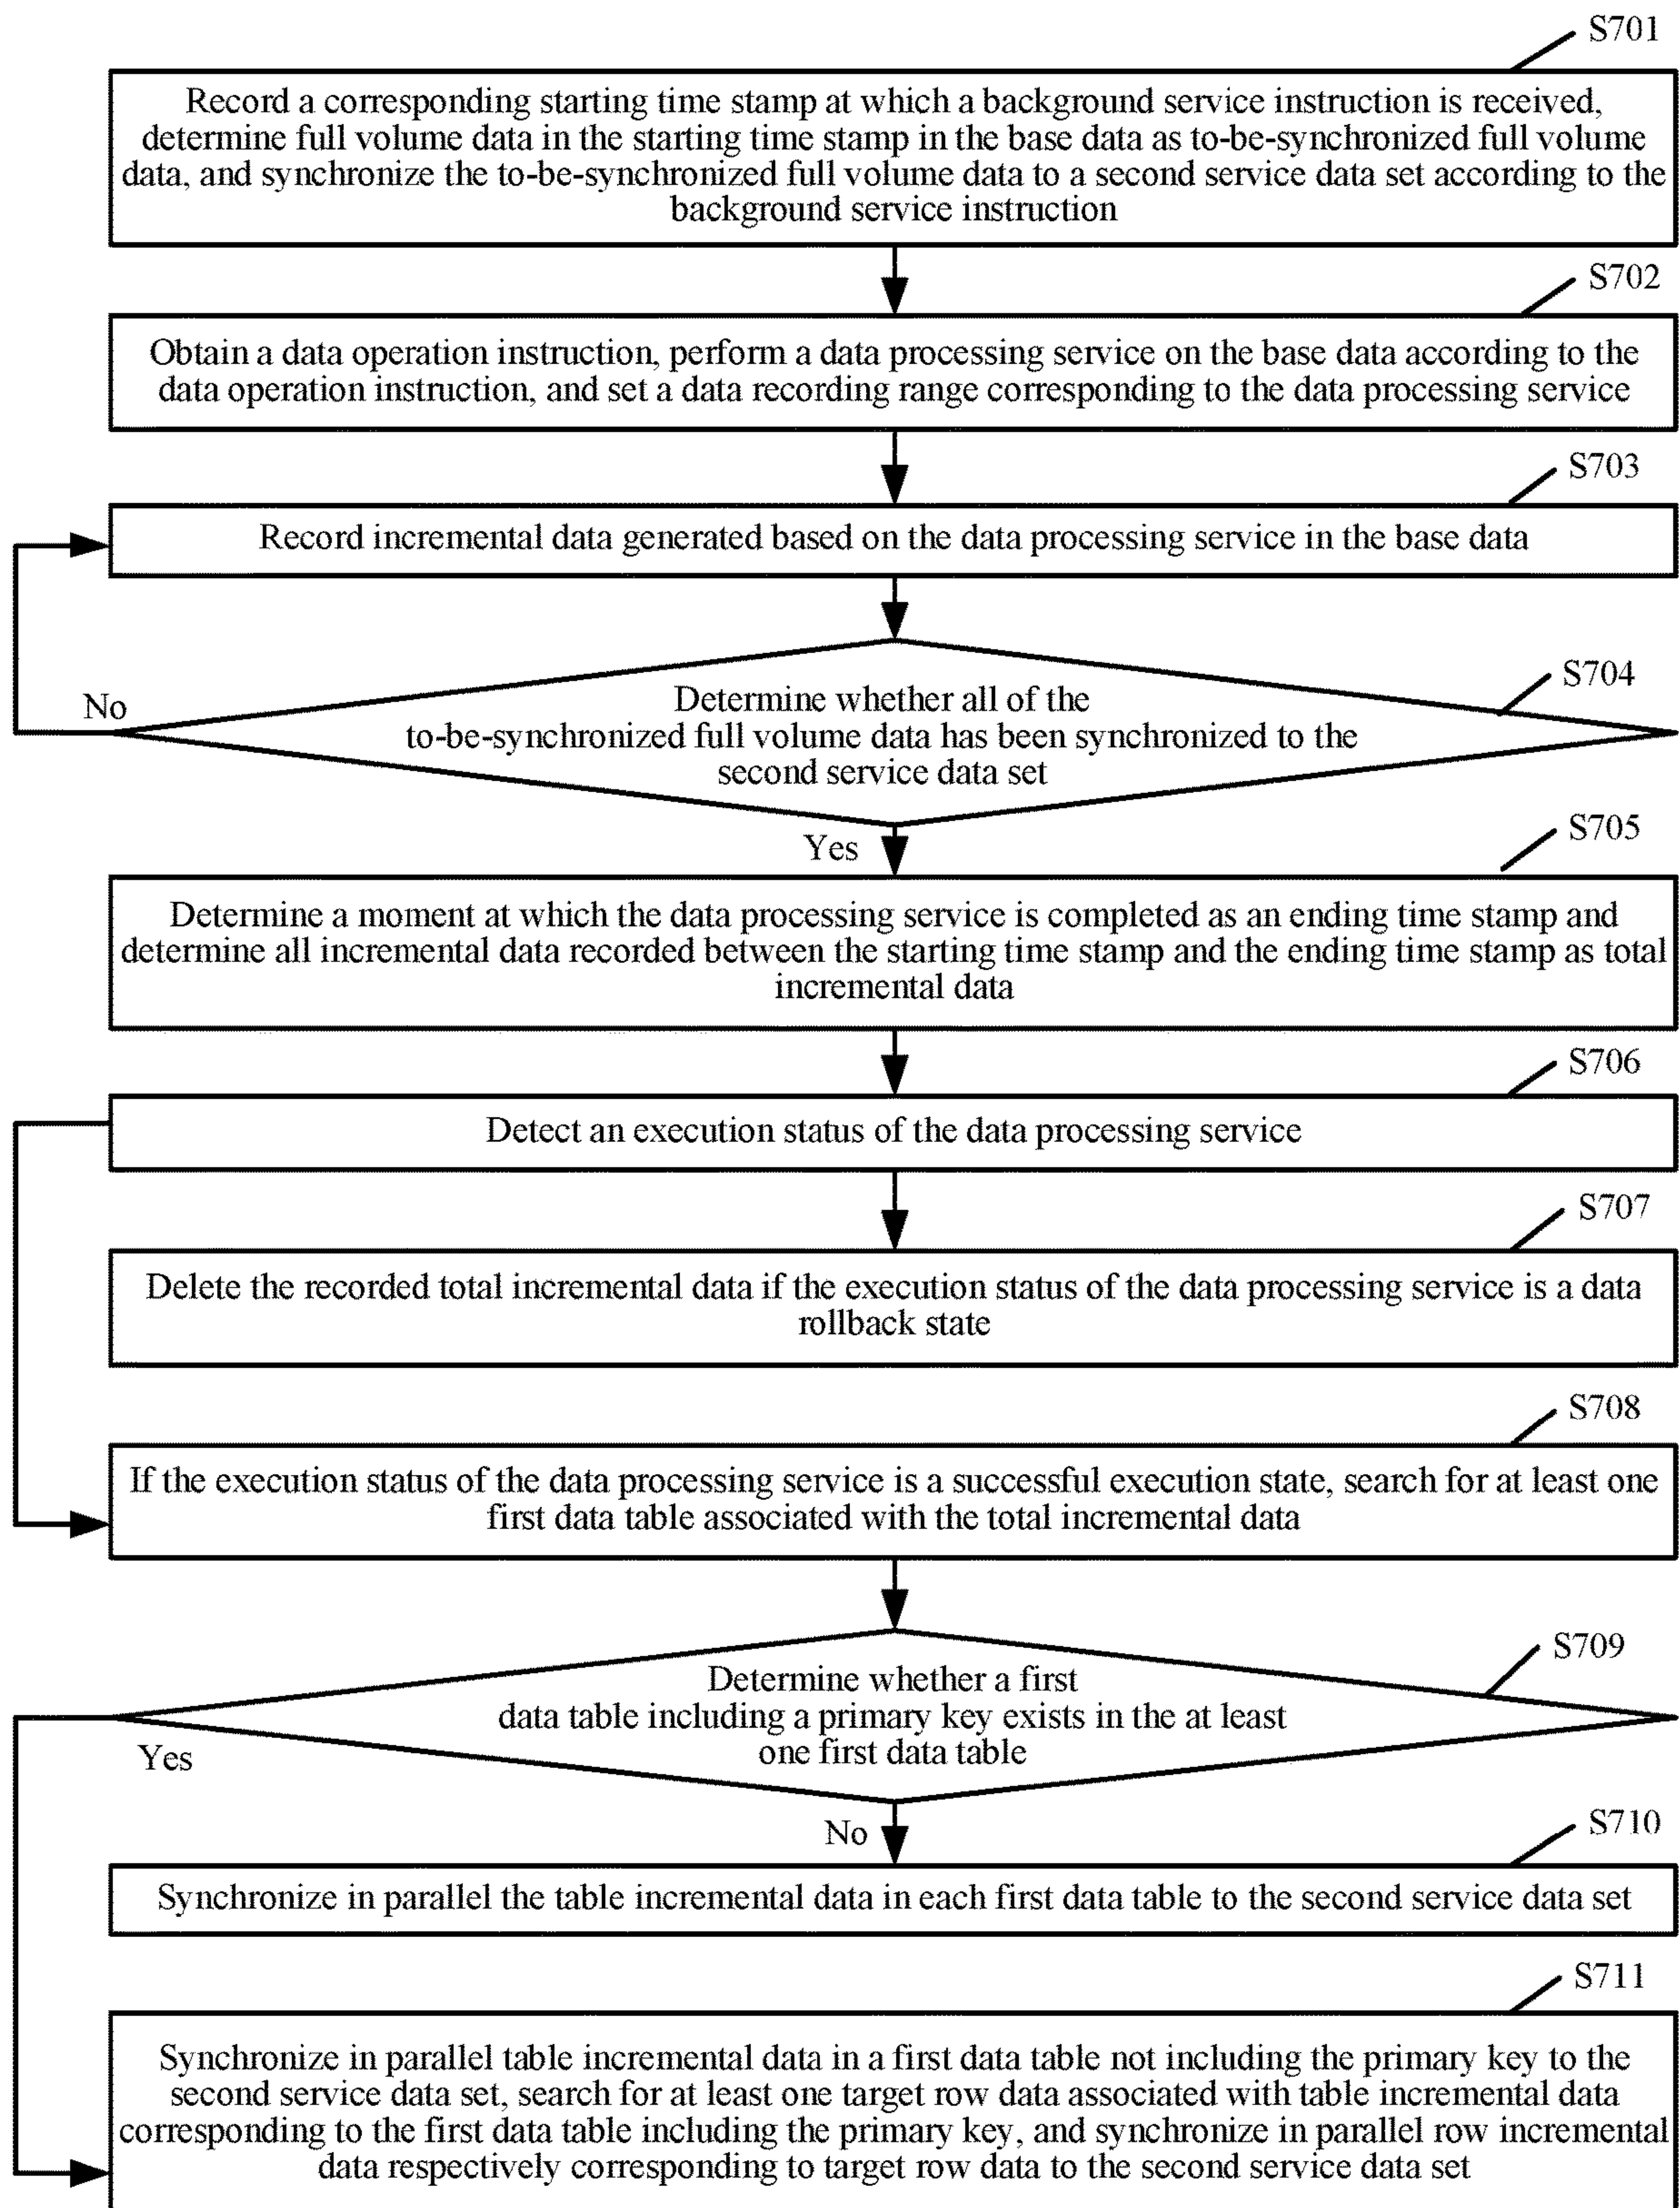 S701
Record a corresponding starting time stamp at which a background service instruction is received,
determine full volume data in the starting time stamp in the base data as to-be-synchronized full volume
data, and synchronize the to-be-synchronized full volume data to a second service data set according to the
background service instruction
S702
Obtain a data operation instruction, perform a data processing service on the base data according to the
data operation instruction, and set a data recording range corresponding to the data processing service
S703
Record incremental data generated based on the data processing service in the base data
S704
No
Determine whether all of the
to-be-synchronized full volume data has been synchronized to the
second service data set
Yes
S705
Determine a moment at which the data processing service is completed as an ending time stamp and
determine all incremental data recorded between the starting time stamp and the ending time stamp as total
incremental data
S706
Detect an execution status of the data processing service
S707
Delete the recorded total incremental data if the execution status of the data processing service is a data
rollback state
S708
If the execution status of the data processing service is a successful execution state, search for at least one
first data table associated with the total incremental data
S709
Determine whether a first
data table including a primary key exists in the at least
one first data table
Yes
No
S710
Synchronize in parallel the table incremental data in each first data table to the second service data set
S711
Synchronize in parallel table incremental data in a first data table not including the primary key to the
second service data set, search for at least one target row data associated with table incremental data
corresponding to the first data table including the primary key, and synchronize in parallel row incremental
data respectively corresponding to target row data to the second service data set